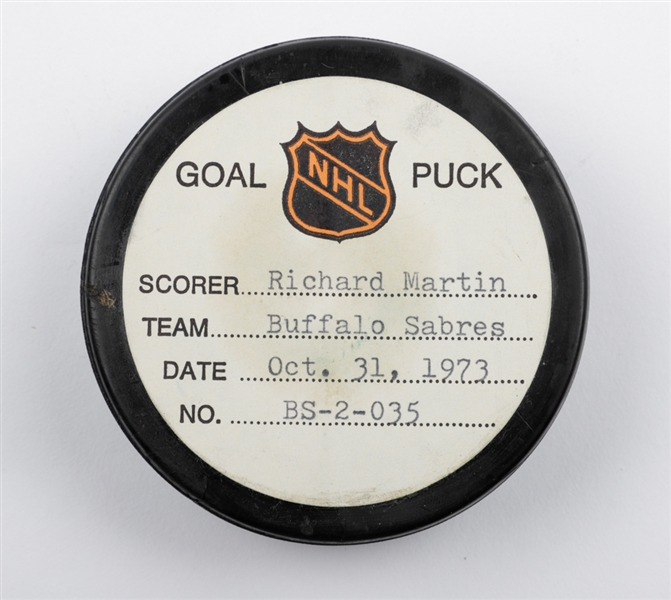 GOAL NHL PUCK
SCORER....Richard Martin
TEAM......Buffalo Sabres
DATE ....Oct. 31, 1973
NO. ......BS-2-035